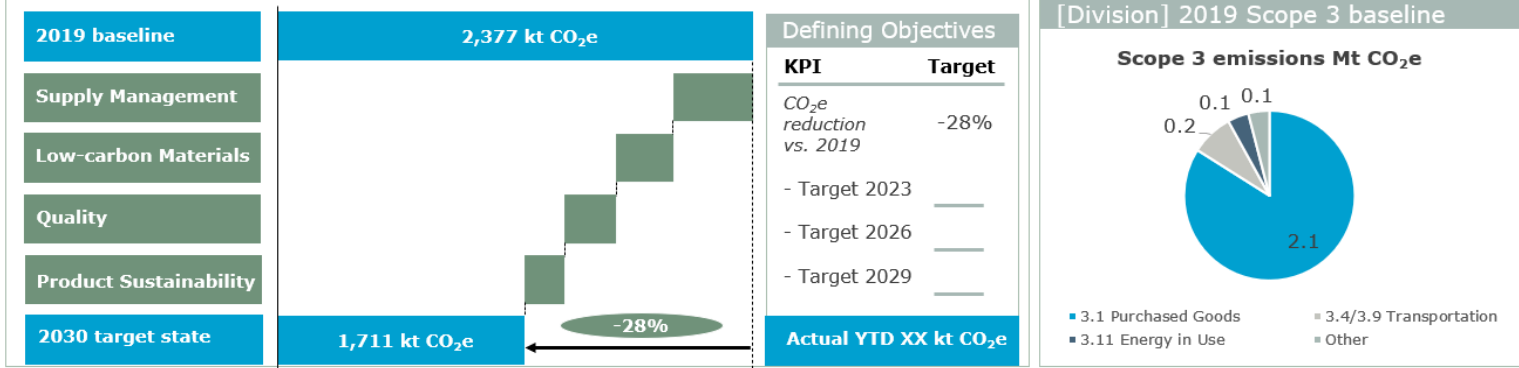 2019 baseline
2,377 kt CO₂e
Supply Management
Low-carbon Materials
Quality
Product Sustainability
2030 target state
1,711 kt CO₂e
-28%
Defining Objectives
KPI Target
CO₂e
reduction
vs. 2019
-28%
- Target 2023 ____
- Target 2026 ____
- Target 2029 ____
Actual YTD XX kt CO₂e
[Division] 2019 Scope 3 baseline
Scope 3 emissions Mt CO₂e
0.1 0.1
0.2
2.1
3.1 Purchased Goods
3.4/3.9 Transportation
3.11 Energy in Use
Other